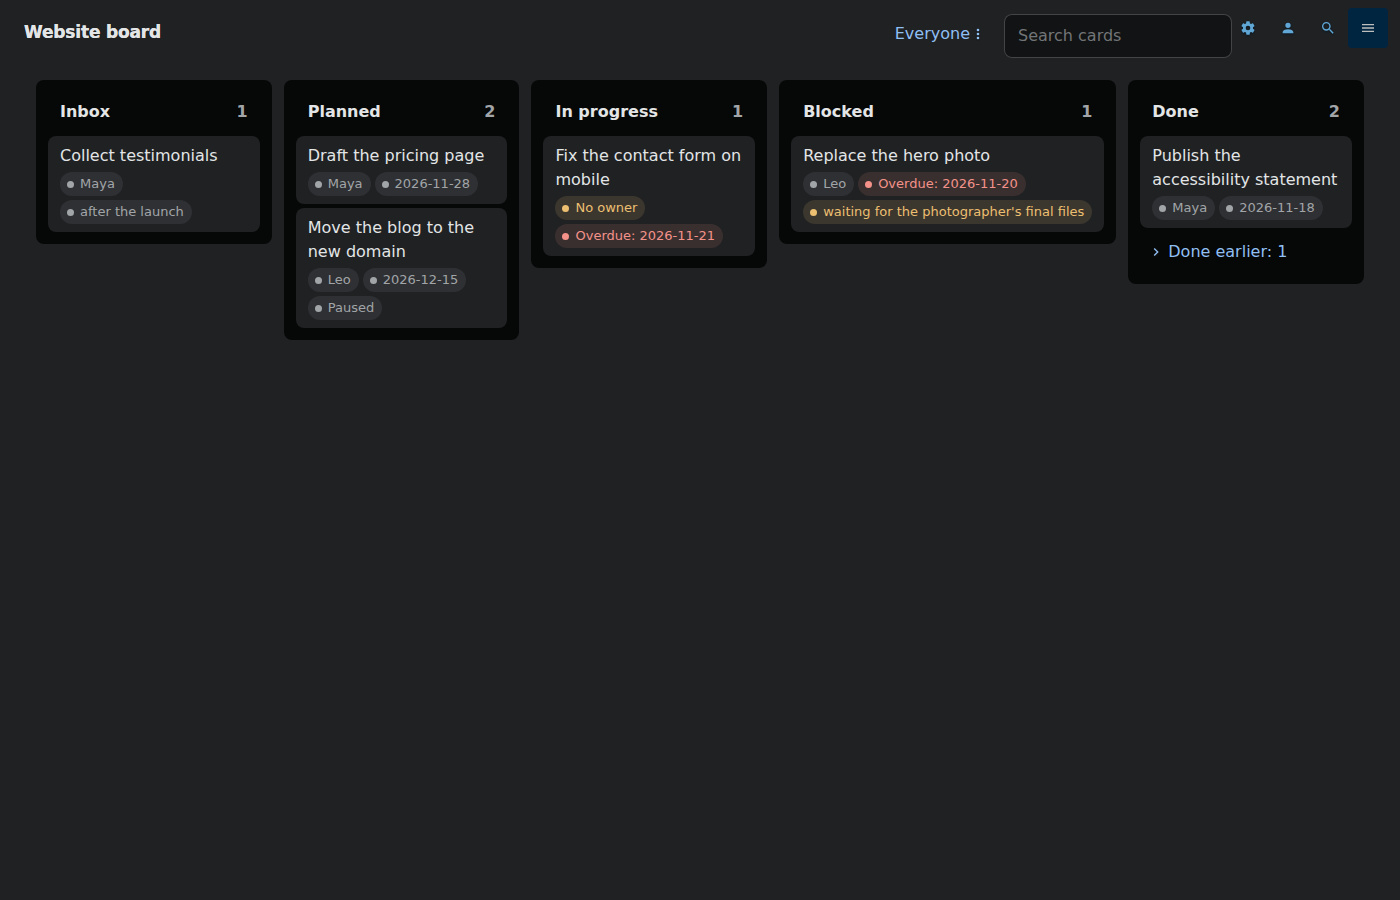 Website board
Everyone
Search cards
Inbox 1
Collect testimonials
Maya
after the launch
Planned 2
Draft the pricing page
Maya 2026-11-28
Move the blog to the
new domain
Leo 2026-12-15
Paused
In progress 1
Fix the contact form on
mobile
No owner
Overdue: 2026-11-21
Blocked 1
Replace the hero photo
Leo Overdue: 2026-11-20
waiting for the photographer's final files
Done 2
Publish the
accessibility statement
Maya 2026-11-18
Done earlier: 1